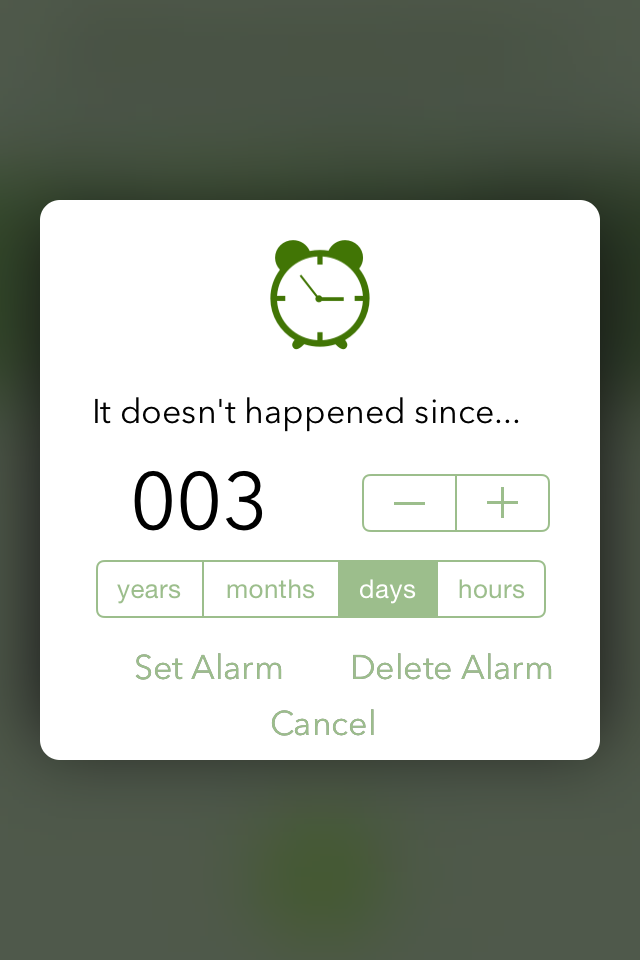 It doesn't happened since...
003
years months days hours
Set Alarm Delete Alarm
Cancel